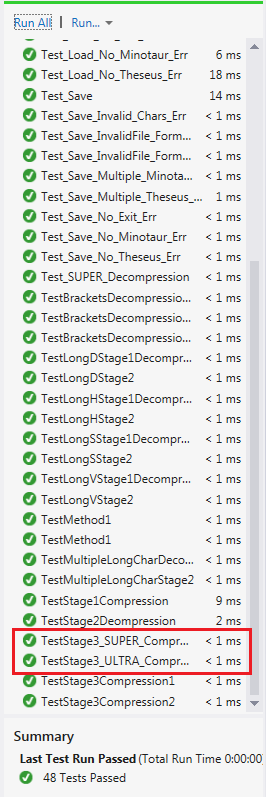 Run All | Run...
Test_Load_No_Minotaur_Err 6 ms
Test_Load_No_Theseus_Err 18 ms
Test_Save 14 ms
Test_Save_Invalid_Chars_Err < 1 ms
Test_Save_InvalidFile_Form... < 1 ms
Test_Save_InvalidFile_Form... < 1 ms
Test_Save_Multiple_Minota... < 1 ms
Test_Save_Multiple_Theseus_... 1 ms
Test_Save_No_Exit_Err < 1 ms
Test_Save_No_Minotaur_Err < 1 ms
Test_Save_No_Theseus_Err < 1 ms
Test_SUPER_Decompression < 1 ms
TestBracketsDecompressio... < 1 ms
TestBracketsDecompressio... < 1 ms
TestBracketsDecompressio... < 1 ms
TestLongDStage1Decompr... < 1 ms
TestLongDStage2 < 1 ms
TestLongHStage1Decompr... < 1 ms
TestLongHStage2 < 1 ms
TestLongSStage1Decompr... < 1 ms
TestLongSStage2 < 1 ms
TestLongVStage1Decompr... < 1 ms
TestLongVStage2 < 1 ms
TestMethod1 < 1 ms
TestMethod1 < 1 ms
TestMultipleLongCharDeco... < 1 ms
TestMultipleLongCharStage2 < 1 ms
TestStage1Compression 9 ms
TestStage2Deompression 2 ms
TestStage3_SUPER_Compr... < 1 ms
TestStage3_ULTRA_Compr... < 1 ms
TestStage3Compression1 < 1 ms
TestStage3Compression2 < 1 ms
Summary
Last Test Run Passed (Total Run Time 0:00:00
48 Tests Passed